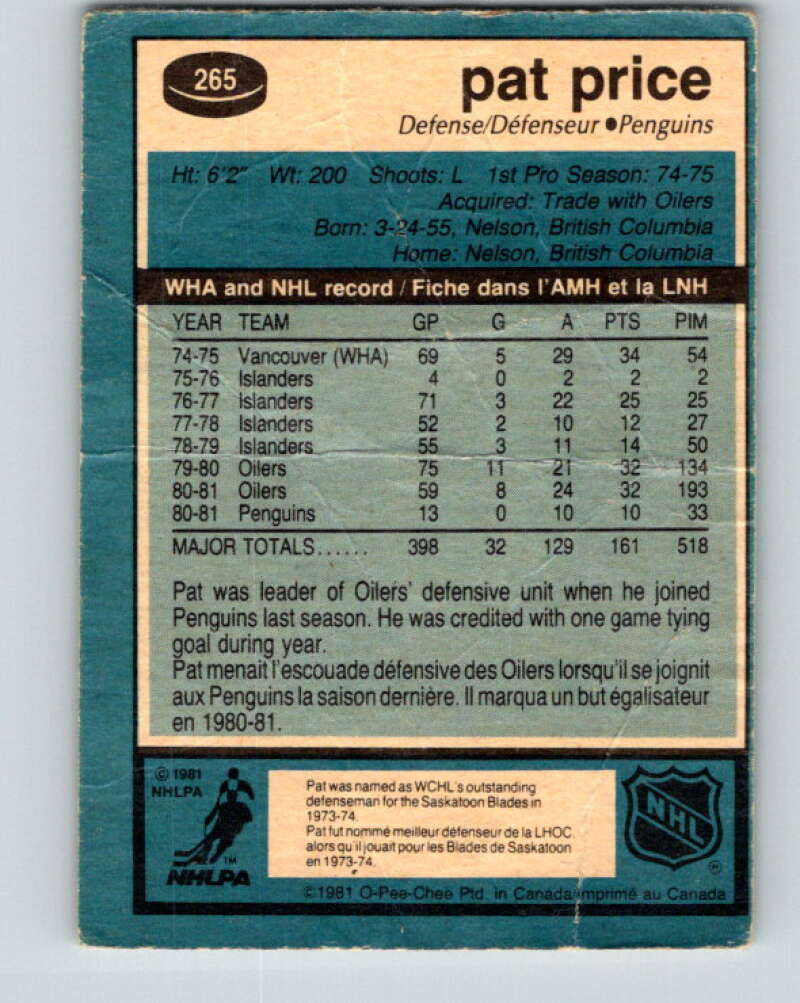 265
pat price
Defense/Défenseur •Penguins
Ht: 6'2" Wt: 200 Shoots: L 1st Pro Season: 74-75
Acquired: Trade with Oilers
Born: 3-24-55, Nelson, British Columbia
Home: Nelson, British Columbia
WHA and NHL record / Fiche dans l'AMH et la LNH
YEAR TEAM GP G A PTS PIM
74-75 Vancouver (WHA) 69 5 29 34 54
75-76 Islanders 4 0 2 2 2
76-77 Islanders 71 3 22 25 25
77-78 Islanders 52 2 10 12 27
78-79 Islanders 55 3 11 14 50
79-80 Oilers 75 11 21 32 134
80-81 Oilers 59 8 24 32 193
80-81 Penguins 13 0 10 10 33
MAJOR TOTALS...... 398 32 129 161 518
Pat was leader of Oilers' defensive unit when he joined
Penguins last season. He was credited with one game tying
goal during year.
Pat menait l'escouade défensive des Oilers lorsqu'il se joignit
aux Penguins la saison dernière. Il marqua un but égalisateur
en 1980-81.
© 1981
NHLPA
TM
NHLPA
Pat was named as WCHL's outstanding
defenseman for the Saskatoon Blades in
1973-74.
Pat fut nommé meilleur défenseur de la LHOC
alors qu'il jouait pour les Blades de Saskatoon
en 1973-74.
NHL
©1981 O-Pee-Chee Ptd. in Canada/Imprimé au Canada